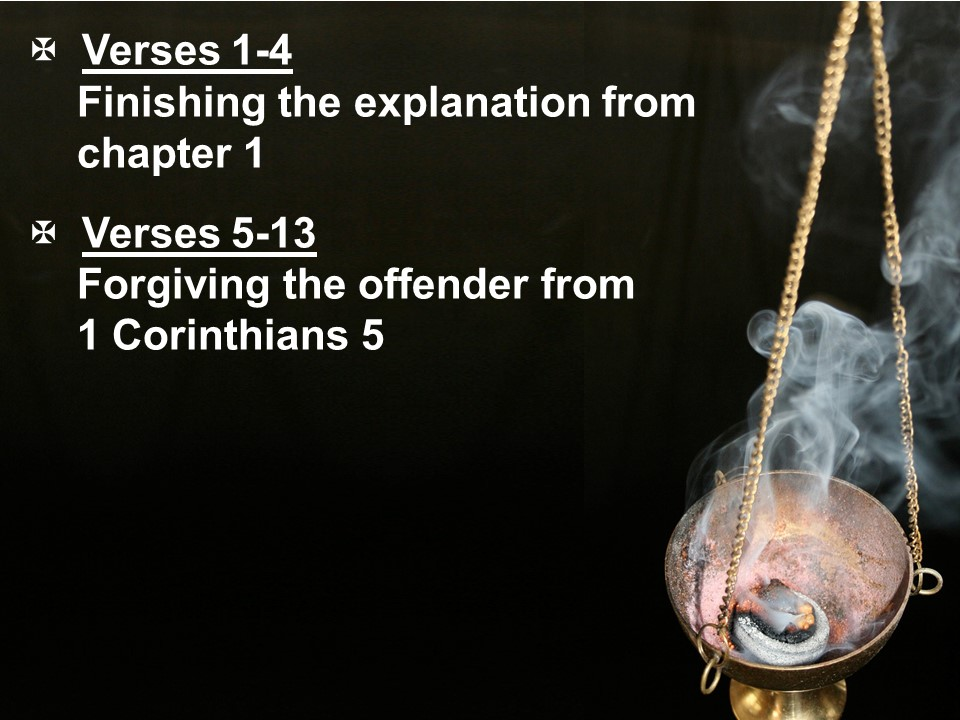 ✠ Verses 1-4
Finishing the explanation from
chapter 1
✠ Verses 5-13
Forgiving the offender from
1 Corinthians 5